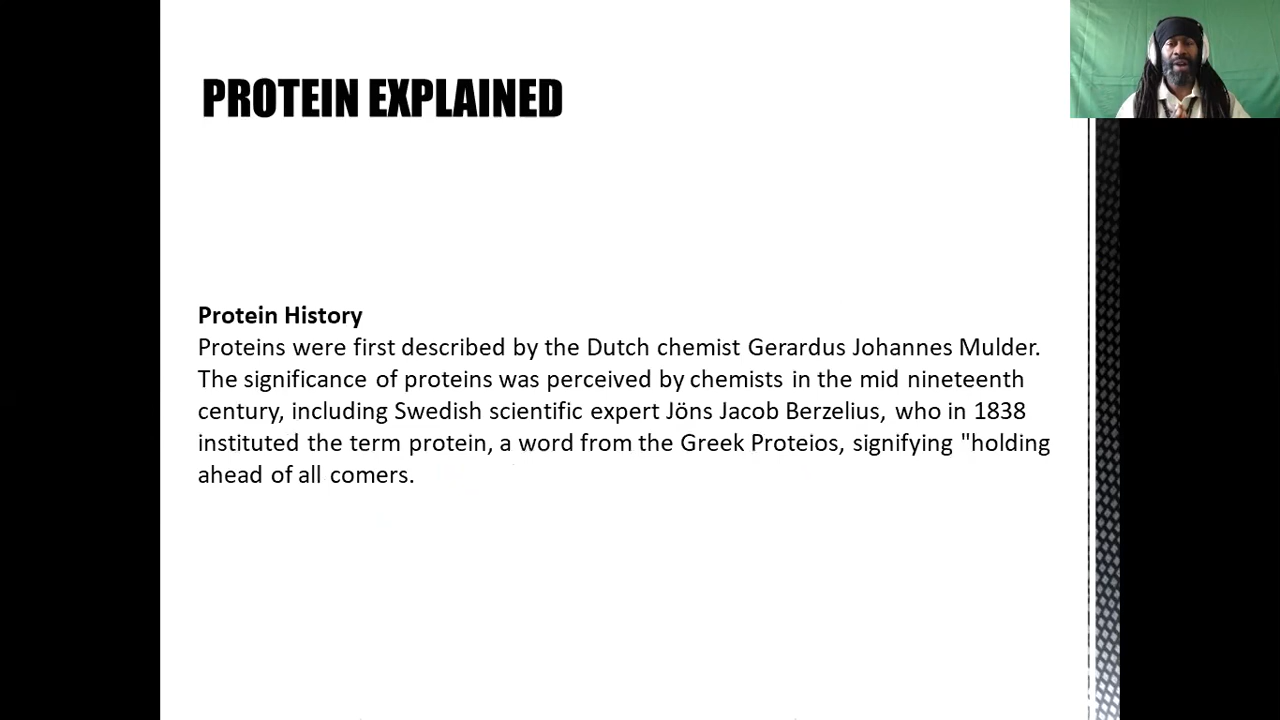 PROTEIN EXPLAINED
Protein History
Proteins were first described by the Dutch chemist Gerardus Johannes Mulder.
The significance of proteins was perceived by chemists in the mid nineteenth
century, including Swedish scientific expert Jöns Jacob Berzelius, who in 1838
instituted the term protein, a word from the Greek Proteios, signifying "holding
ahead of all comers.